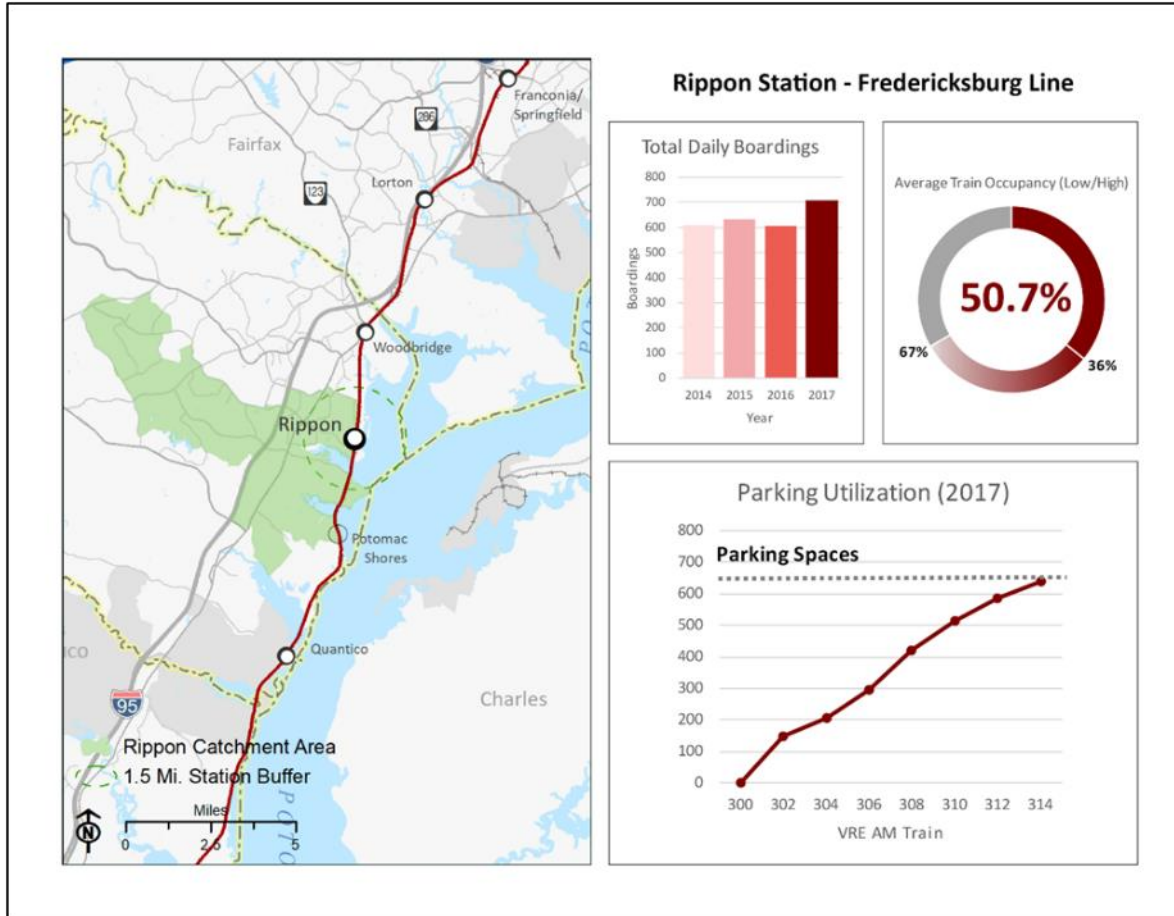 Rippon Station - Fredericksburg Line
Franconia/
Springfield
286
Fairfax
123
Lorton
Woodbridge
Rippon
Potomac
Shores
Quantico
ICO
Charles
95
Rippon Catchment Area
1.5 Mi. Station Buffer
Miles
0 2.5 5
N
P O T O
Total Daily Boardings
800
700
600
500
400
300
200
100
0
Boardings
2014 2015 2016 2017
Year
Average Train Occupancy (Low/High)
50.7%
67%
36%
Parking Utilization (2017)
800
Parking Spaces
700
600
500
400
300
200
100
0
300 302 304 306 308 310 312 314
VRE AM Train